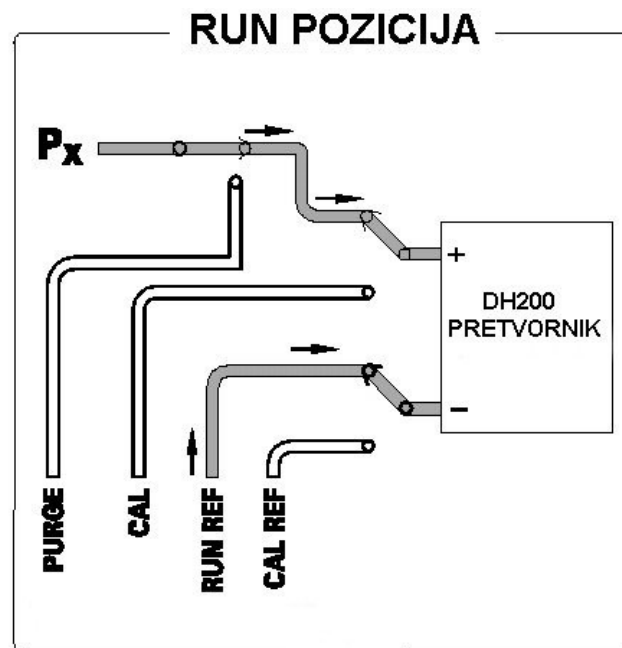 RUN POZICIJA
PX
+
DH200
PRETVORNIK
−
PURGE
CAL
RUN REF
CAL REF